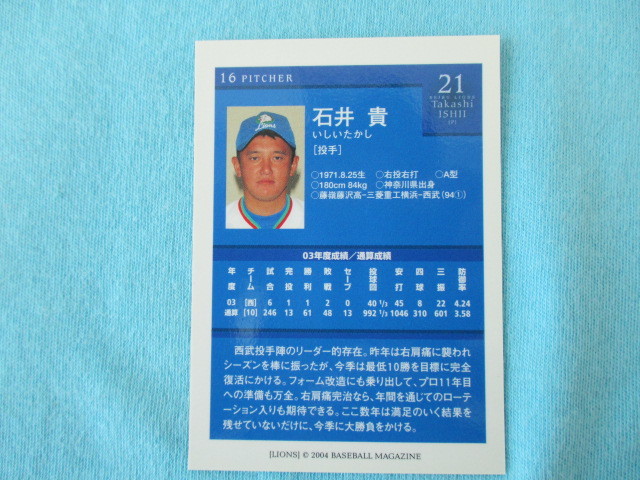 16 PITCHER
21
SEIBU LIONS
Takashi
ISHII
(P)
Lions
石井 貴
いしいたかし
［投手］
○1971.8.25生 ○右投右打 ○A型
○180cm 84kg ○神奈川県出身
○藤嶺藤沢高−三菱重工横浜−西武（94①）
03年度成績／通算成績
年度 チーム 試合 完投 勝利 敗戦 セーブ 投球回 安打 四球 三振 防御率
03 [西] 6 1 1 2 0 40 1/3 45 8 22 4.24
通算 [10] 246 13 61 48 13 992 1/3 1046 310 601 3.58
西武投手陣のリーダー的存在。昨年は右肩痛に襲われ
シーズンを棒に振ったが、今季は最低10勝を目標に完全
復活にかける。フォーム改造にも乗り出して、プロ11年目
への準備も万全。右肩痛完治なら、年間を通じてのローテ
ーション入りも期待できる。ここ数年は満足のいく結果を
残せていないだけに、今季に大勝負をかける。
[LIONS] © 2004 BASEBALL MAGAZINE